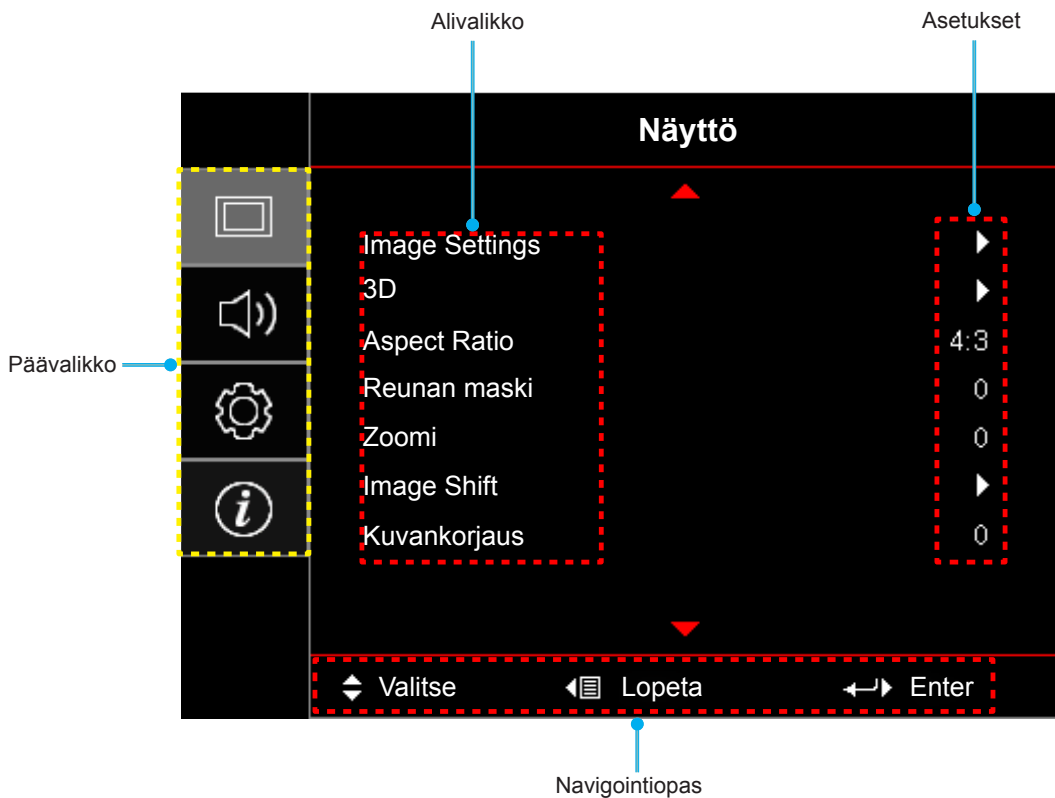 Alivalikko
Asetukset
Näyttö
Image Settings
3D
Aspect Ratio 4:3
Reunan maski 0
Zoomi 0
Image Shift
Kuvankorjaus 0
Päävalikko
i
Valitse Lopeta Enter
Navigointiopas